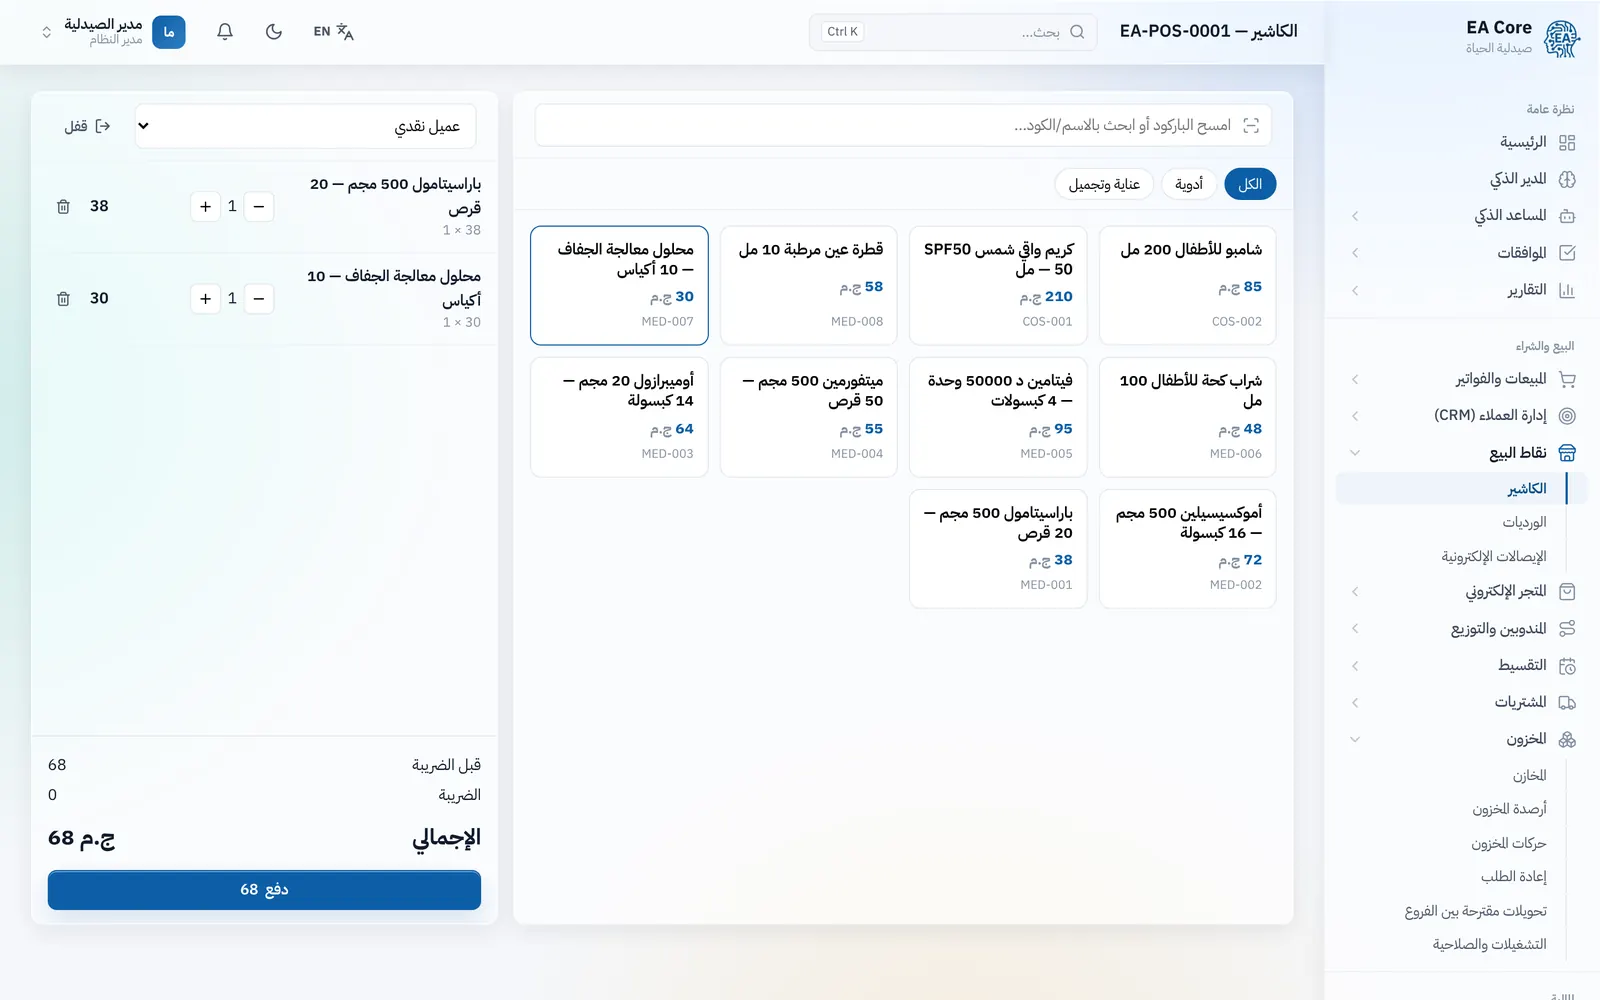 EA Core
صيدلية الحياة
EA
الكاشير — EA-POS-0001
بحث...
Ctrl K
EN
ما
مدير الصيدلية
مدير النظام
نظرة عامة
الرئيسية
المدير الذكي
المساعد الذكي
الموافقات
التقارير
البيع والشراء
المبيعات والفواتير
إدارة العملاء (CRM)
نقاط البيع
الكاشير
الورديات
الإيصالات الإلكترونية
المتجر الإلكتروني
المندوبين والتوزيع
التقسيط
المشتريات
المخزون
المخازن
أرصدة المخزون
حركات المخزون
إعادة الطلب
تحويلات مقترحة بين الفروع
التشغيلات والصلاحية
امسح الباركود أو ابحث بالاسم/الكود...
الكل
أدوية
عناية وتجميل
شامبو للأطفال 200 مل
85 ج.م
COS-002
كريم واقي شمس SPF50
— 50 مل
210 ج.م
COS-001
قطرة عين مرطبة 10 مل
58 ج.م
MED-008
محلول معالجة الجفاف
— 10 أكياس
30 ج.م
MED-007
شراب كحة للأطفال 100
مل
48 ج.م
MED-006
فيتامين د 50000 وحدة
— 4 كبسولات
95 ج.م
MED-005
ميتفورمين 500 مجم —
50 قرص
55 ج.م
MED-004
أوميبرازول 20 مجم —
14 كبسولة
64 ج.م
MED-003
أموكسيسيلين 500 مجم
— 16 كبسولة
72 ج.م
MED-002
باراسيتامول 500 مجم —
20 قرص
38 ج.م
MED-001
عميل نقدي
قفل
باراسيتامول 500 مجم — 20
قرص
1 × 38
− 1 +
38
محلول معالجة الجفاف — 10
أكياس
1 × 30
− 1 +
30
قبل الضريبة 68
الضريبة 0
الإجمالي 68 ج.م
دفع 68